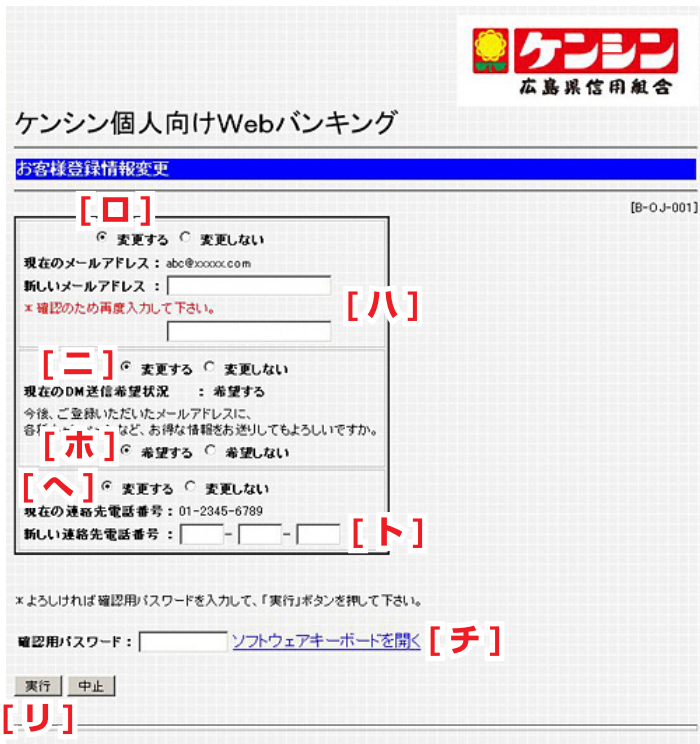 ケンシン
広島県信用組合
ケンシン個人向けWebバンキング
お客様登録情報変更
[B-OJ-001]
[ロ]
変更する 変更しない
現在のメールアドレス：abc@xxxxx.com
新しいメールアドレス ：
※確認のため再度入力して下さい。
[ハ]
[ニ] 変更する 変更しない
現在のDM送信希望状況 ：希望する
今後、ご登録いただいたメールアドレスに、
など、お得な情報をお送りしてもよろしいですか。
[ホ] 希望する 希望しない
[ヘ] 変更する 変更しない
現在の連絡先電話番号：01-2345-6789
新しい連絡先電話番号 ： - - [ト]
※よろしければ確認用パスワードを入力して、「実行」ボタンを押して下さい。
確認用パスワード： ソフトウェアキーボードを開く [チ]
実行 中止
[リ]